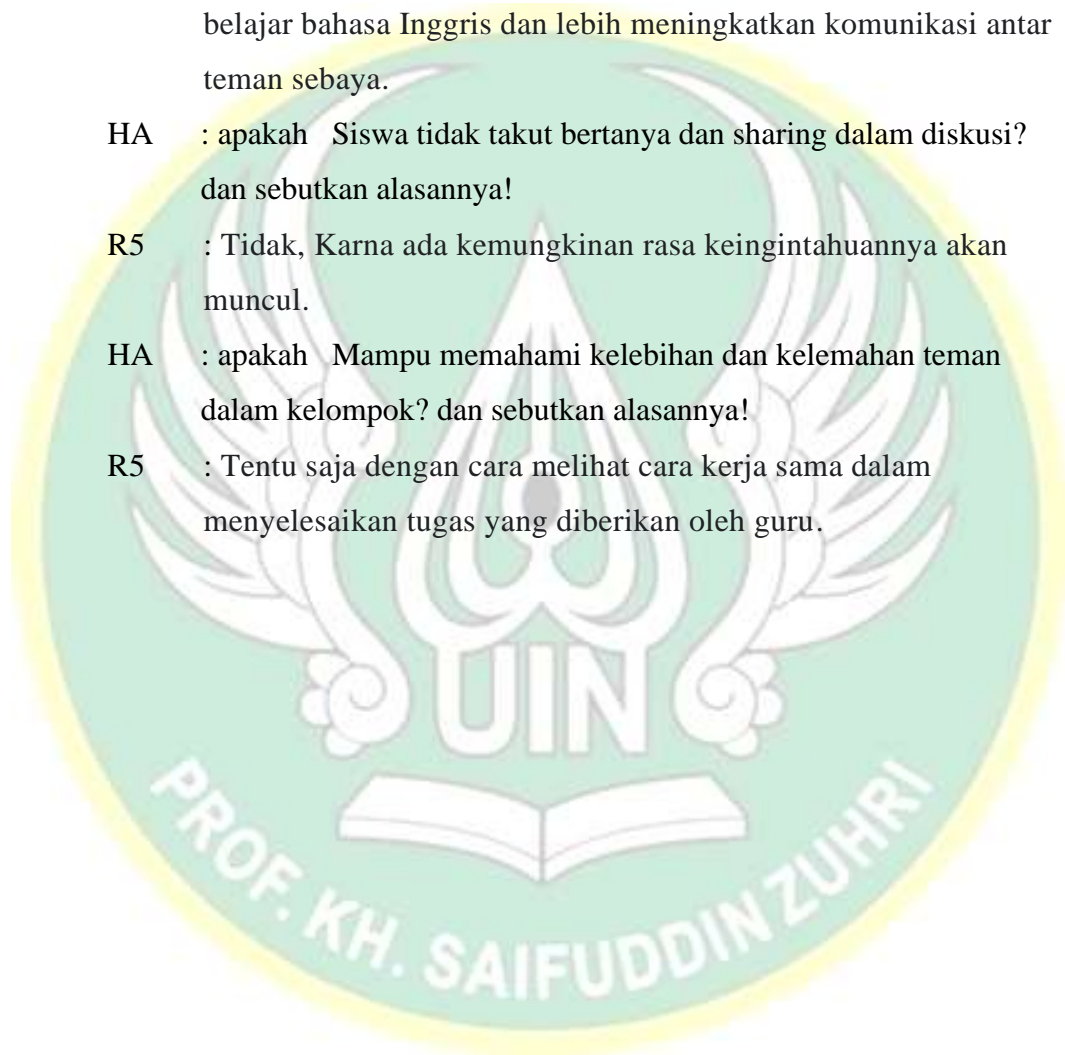 belajar bahasa Inggris dan lebih meningkatkan komunikasi antar
teman sebaya.
HA : apakah Siswa tidak takut bertanya dan sharing dalam diskusi?
dan sebutkan alasannya!
R5 : Tidak, Karna ada kemungkinan rasa keingintahuannya akan
muncul.
HA : apakah Mampu memahami kelebihan dan kelemahan teman
dalam kelompok? dan sebutkan alasannya!
R5 : Tentu saja dengan cara melihat cara kerja sama dalam
menyelesaikan tugas yang diberikan oleh guru.
UIN
PROF. KH. SAIFUDDIN ZUHRI